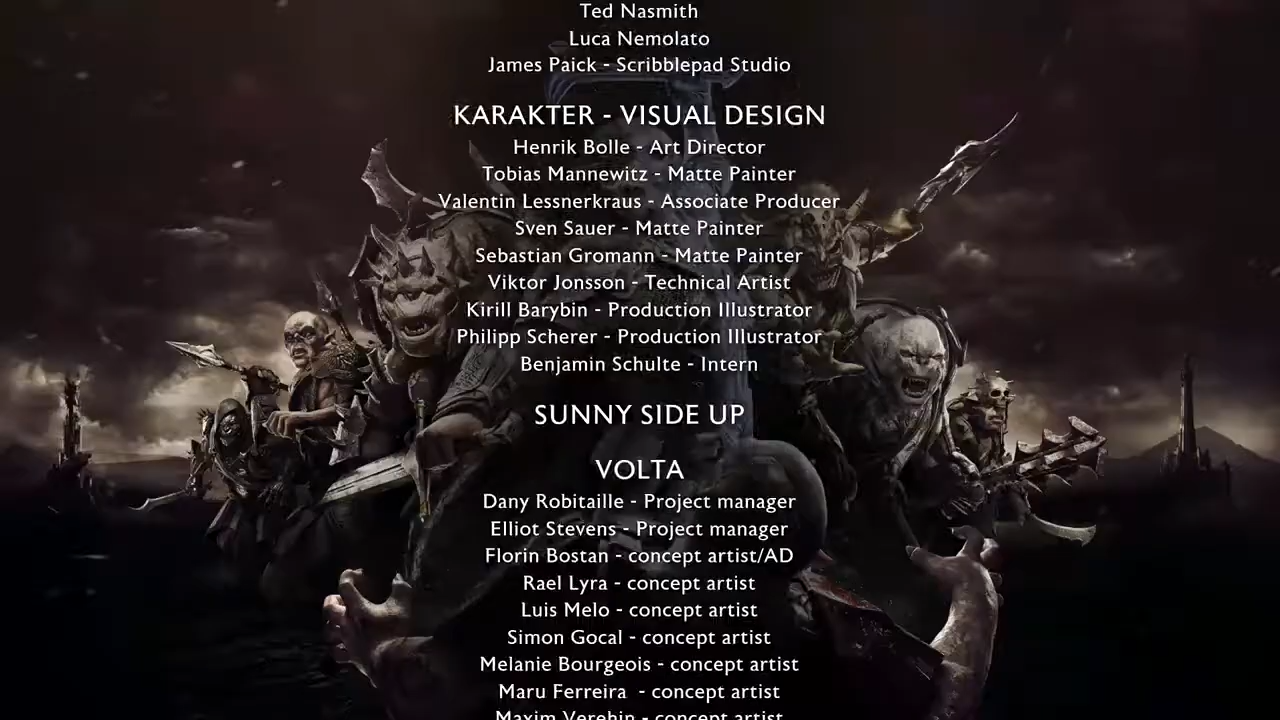 Ted Nasmith
Luca Nemolato
James Paick - Scribblepad Studio
KARAKTER - VISUAL DESIGN
Henrik Bolle - Art Director
Tobias Mannewitz - Matte Painter
Valentin Lessnerkraus - Associate Producer
Sven Sauer - Matte Painter
Sebastian Gromann - Matte Painter
Viktor Jonsson - Technical Artist
Kirill Barybin - Production Illustrator
Philipp Scherer - Production Illustrator
Benjamin Schulte - Intern
SUNNY SIDE UP
VOLTA
Dany Robitaille - Project manager
Elliot Stevens - Project manager
Florin Bostan - concept artist/AD
Rael Lyra - concept artist
Luis Melo - concept artist
Simon Gocal - concept artist
Melanie Bourgeois - concept artist
Maru Ferreira  - concept artist
Maxim Verehin - concept artist